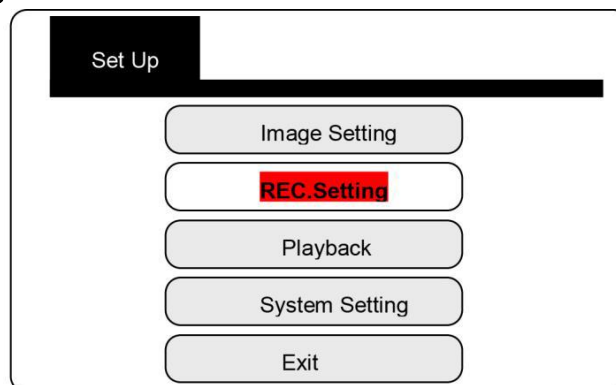 Set Up
Image Setting
REC.Setting
Playback
System Setting
Exit